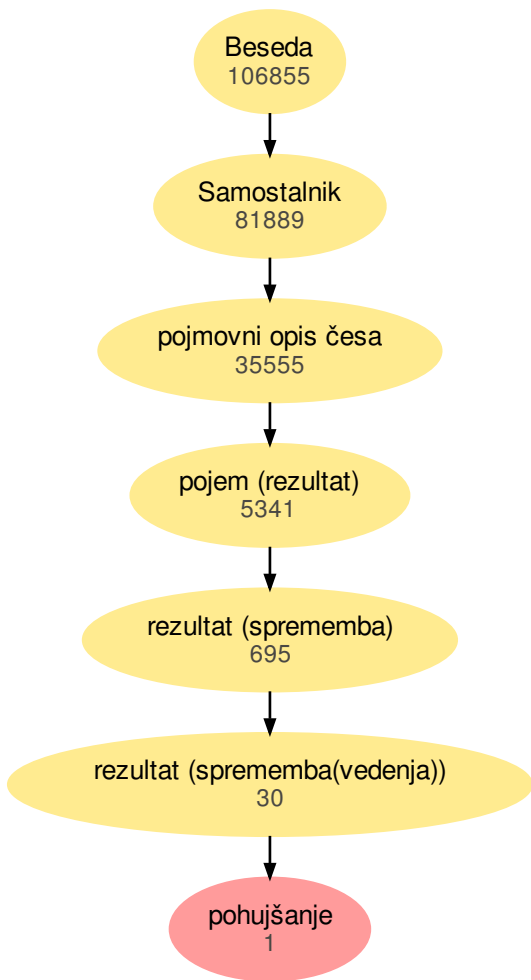 Beseda
106855
Samostalnik
81889
pojmovni opis česa
35555
pojem (rezultat)
5341
rezultat (sprememba)
695
rezultat (sprememba(vedenja))
30
pohujšanje
1